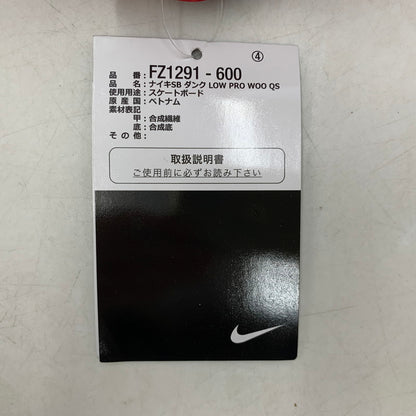 ④
品　番：FZ1291 - 600
品　名：ナイキSB ダンク LOW PRO WOO QS
使用用途：スケートボード
原 産 国：ベトナム
素材表記
甲：合成繊維
底：合成底
そ の 他：
取扱説明書
ご使用前に必ずお読み下さい